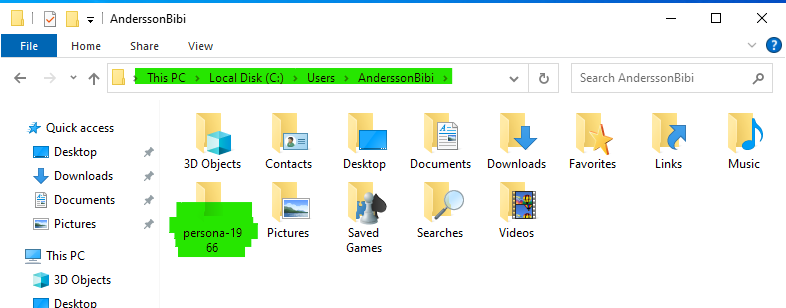 AnderssonBibi
File Home Share View
This PC › Local Disk (C:) › Users › AnderssonBibi ›
Search AnderssonBibi
Quick access
Desktop
Downloads
Documents
Pictures
This PC
3D Objects
Desktop
3D Objects Contacts Desktop Documents Downloads Favorites Links Music
persona-19
66
Pictures
Saved
Games
Searches
Videos